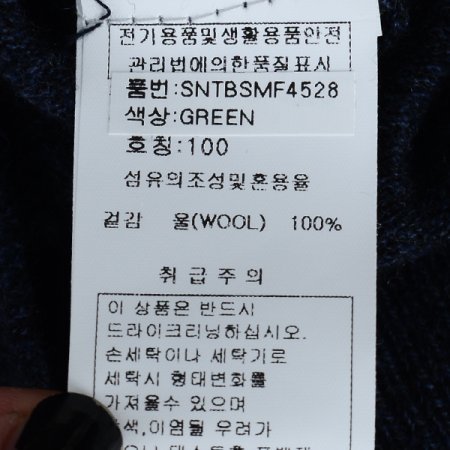 전기용품및생활용품안전
관리법에의한품질표시
품번:SNTBSMF4528
색상:GREEN
호칭:100
섬유의조성및혼용율
겉감 울(WOOL) 100%
취급주의
이 상품은 반드시
드라이크리닝하십시오.
손세탁이나 세탁기로
세탁시 형태변화를
가져올수 있으며
이염될 우려가